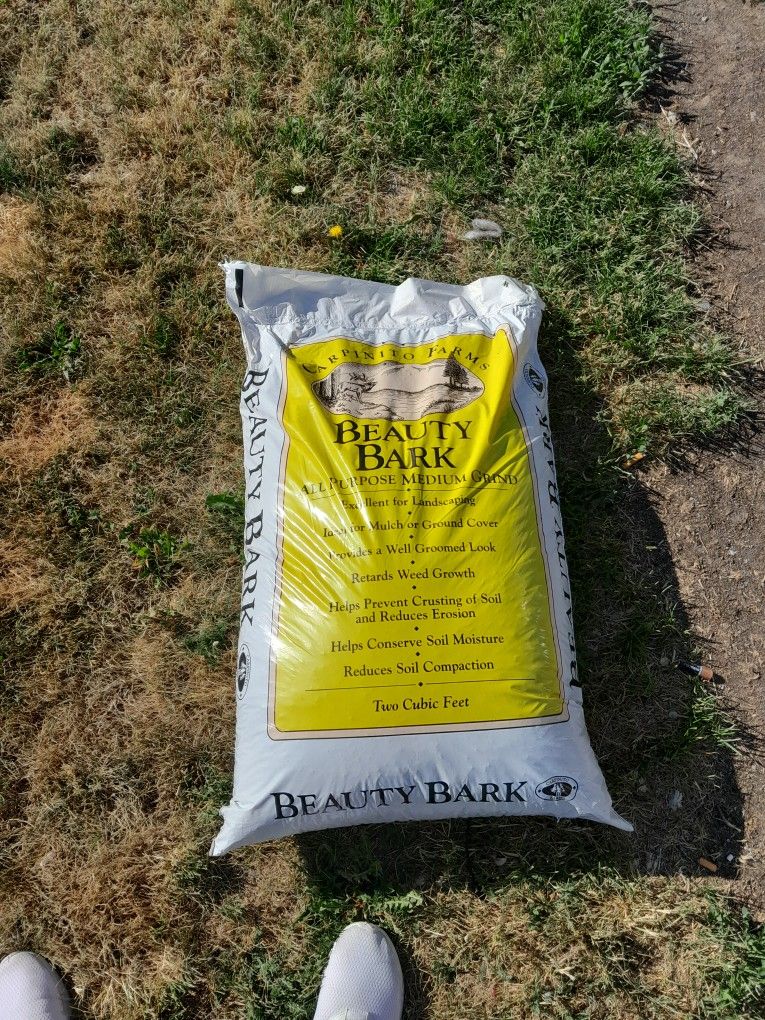 Carpinito Farms
Beauty
Bark
All Purpose Medium Grind
Excellent for Landscaping
Ideal for Mulch or Ground Cover
Provides a Well Groomed Look
Retards Weed Growth
Helps Prevent Crusting of Soil
and Reduces Erosion
Helps Conserve Soil Moisture
Reduces Soil Compaction
Two Cubic Feet
Beauty Bark
Beauty Bark
Beauty Bark